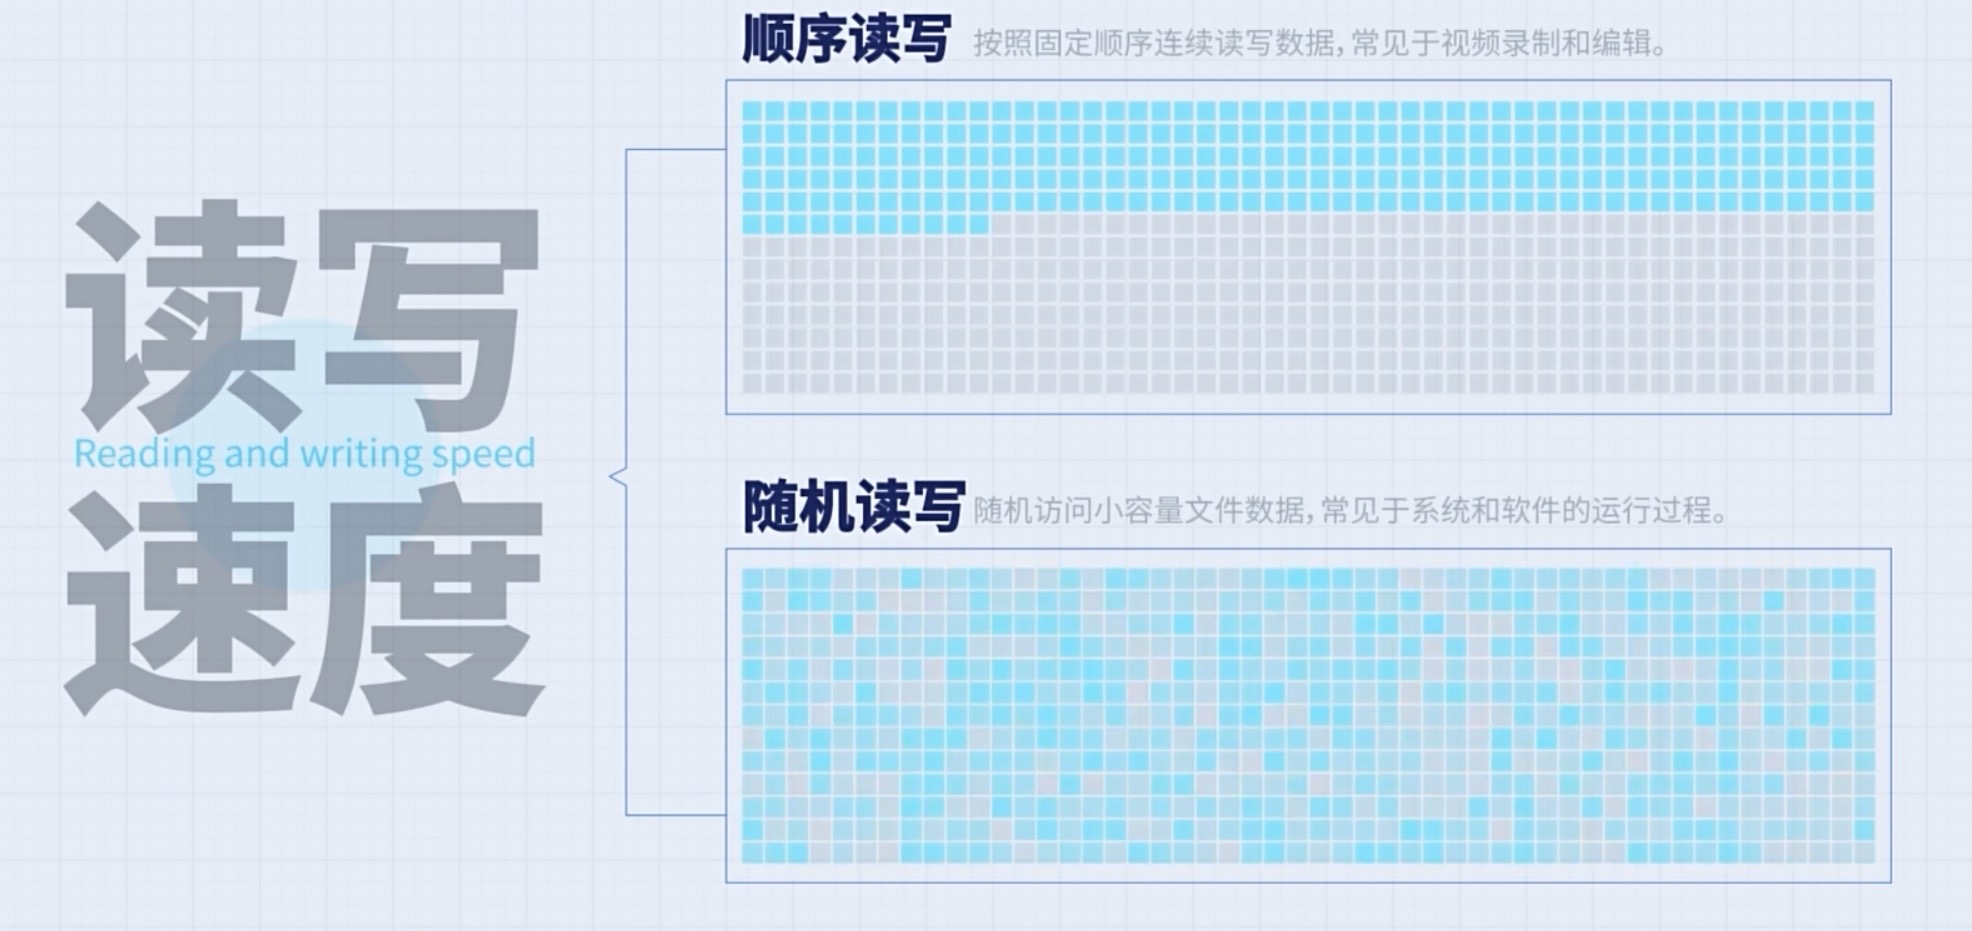 读写
Reading and writing speed
速度
顺序读写 按照固定顺序连续读写数据，常见于视频录制和编辑。
随机读写 随机访问小容量文件数据，常见于系统和软件的运行过程。